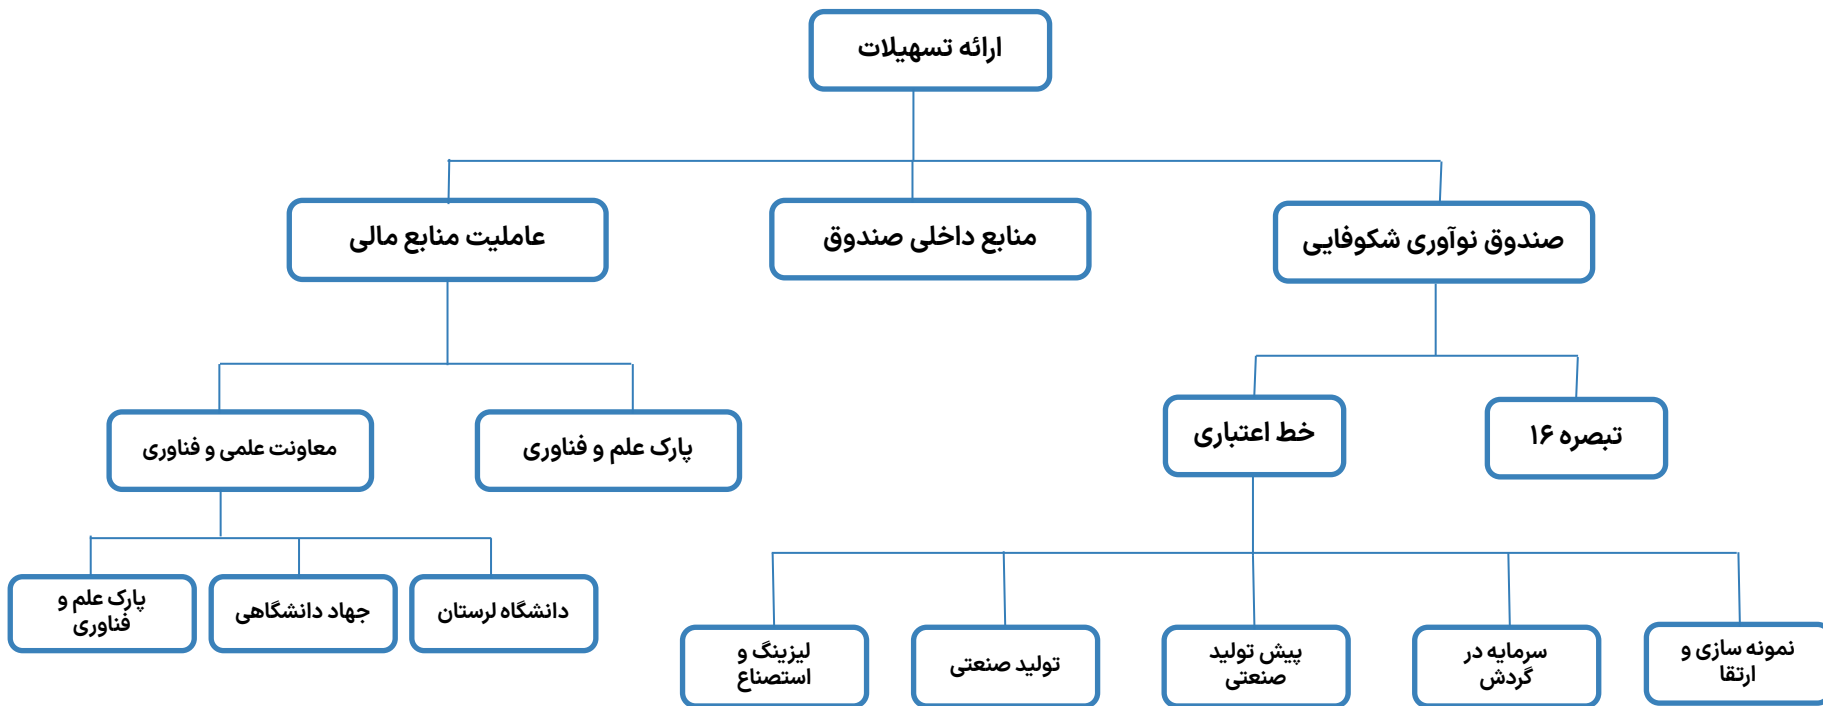 ارائه تسهیلات
صندوق نوآوری شکوفایی
منابع داخلی صندوق
عاملیت منابع مالی
تبصره ۱۶
خط اعتباری
پارک علم و فناوری
معاونت علمی و فناوری
نمونه سازی و
ارتقا
سرمایه در
گردش
پیش تولید
صنعتی
تولید صنعتی
لیزینگ و
استصناع
دانشگاه لرستان
جهاد دانشگاهی
پارک علم و
فناوری